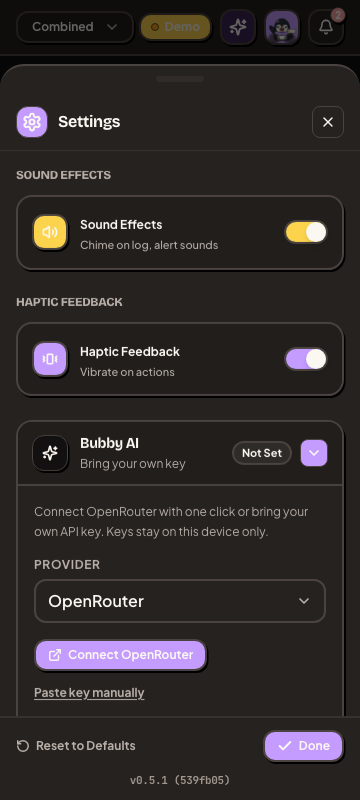 Combined
Demo
2
Settings
SOUND EFFECTS
Sound Effects
Chime on log, alert sounds
HAPTIC FEEDBACK
Haptic Feedback
Vibrate on actions
Bubby AI
Bring your own key
Not Set
Connect OpenRouter with one click or bring your
own API key. Keys stay on this device only.
PROVIDER
OpenRouter
Connect OpenRouter
Paste key manually
Reset to Defaults
Done
v0.5.1 (539fb05)